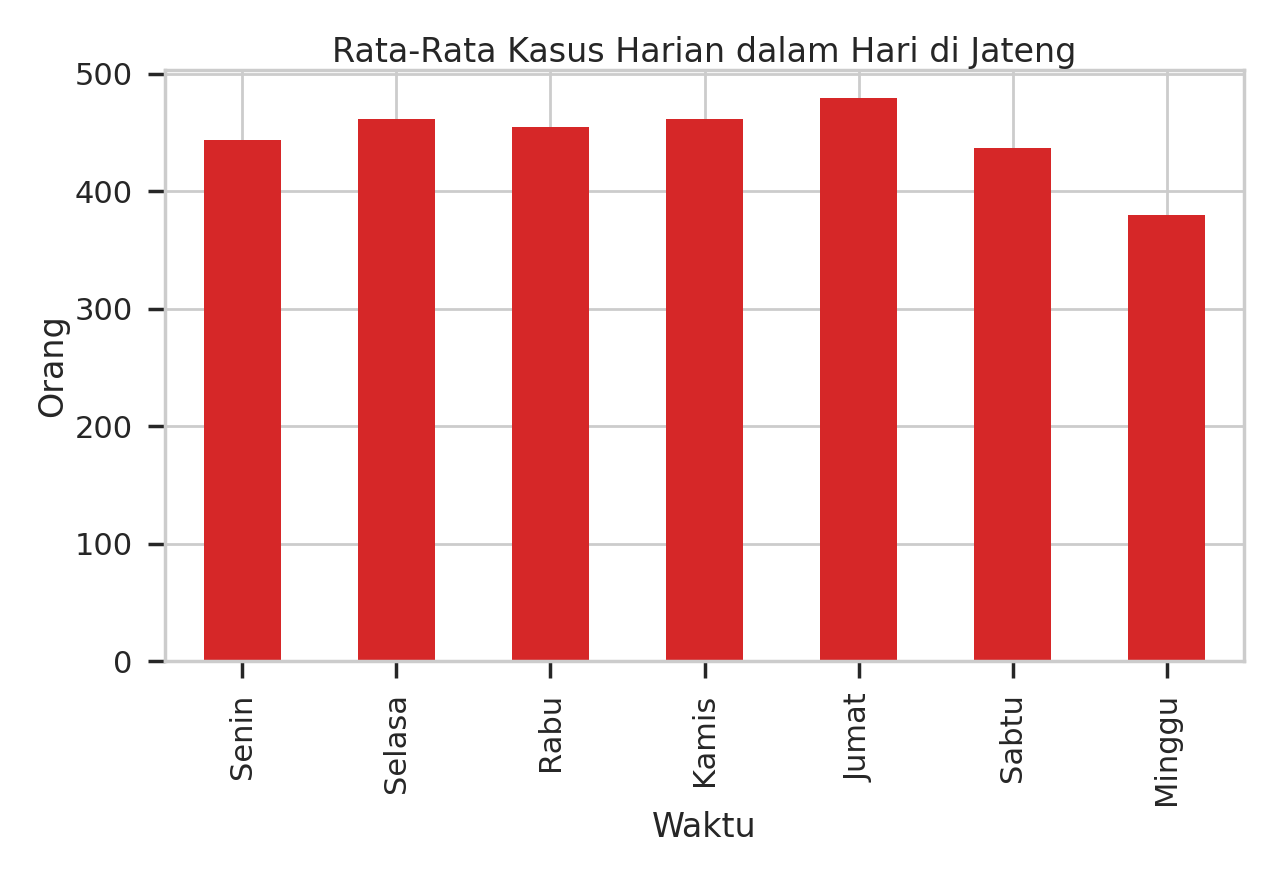 Rata-Rata Kasus Harian dalam Hari di Jateng
Orang
500
400
300
200
100
0
Senin
Selasa
Rabu
Kamis
Jumat
Sabtu
Minggu
Waktu